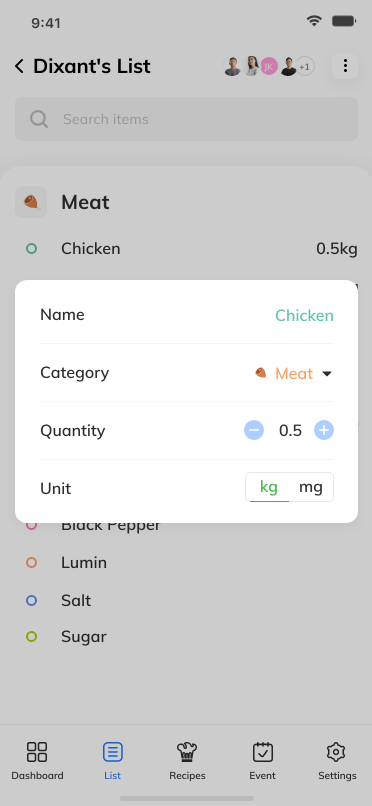 9:41
Dixant's List
JK
+1
Search items
Meat
Chicken 0.5kg
Name Chicken
Category Meat
Quantity 0.5
Unit kg mg
Black Pepper
Lumin
Salt
Sugar
Dashboard List Recipes Event Settings